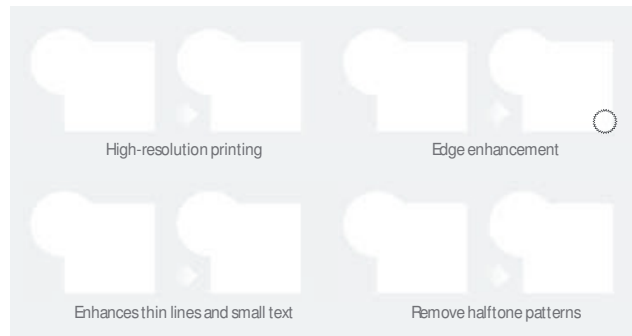 High-resolution printing
Edge enhancement
Enhances thin lines and small text
Remove halftone patterns